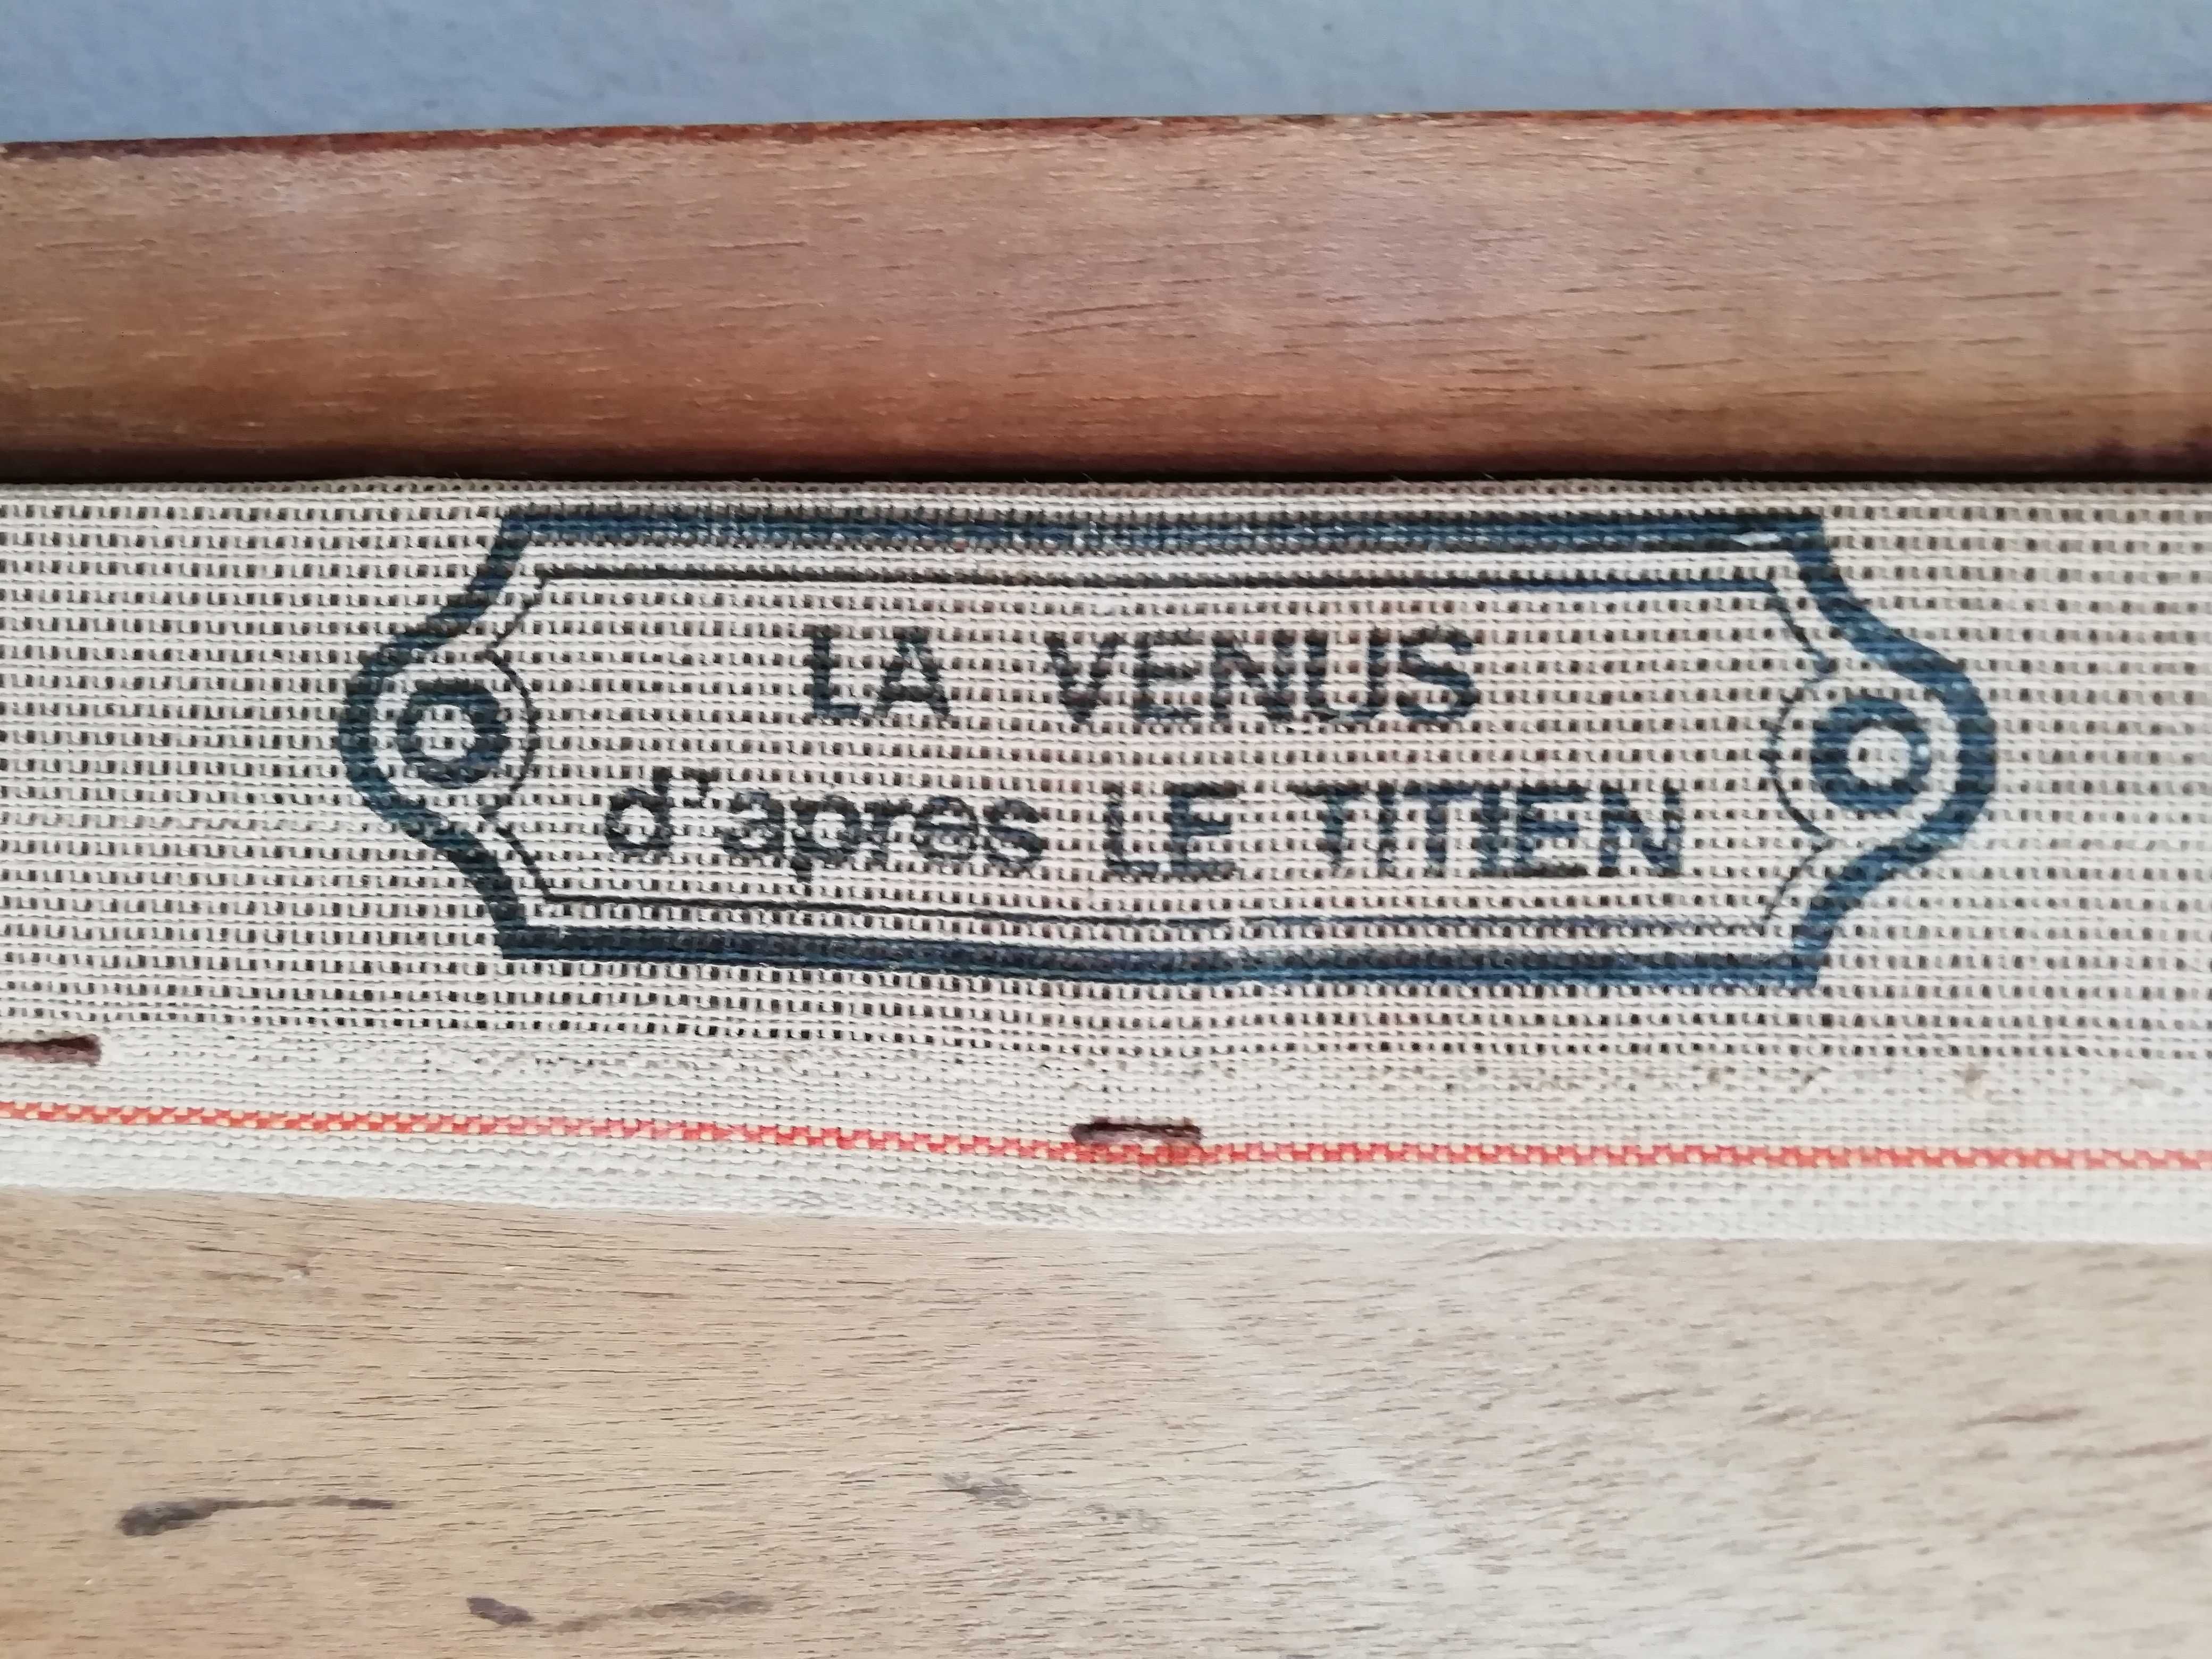 LA VENUS
d'apres LE TITIEN